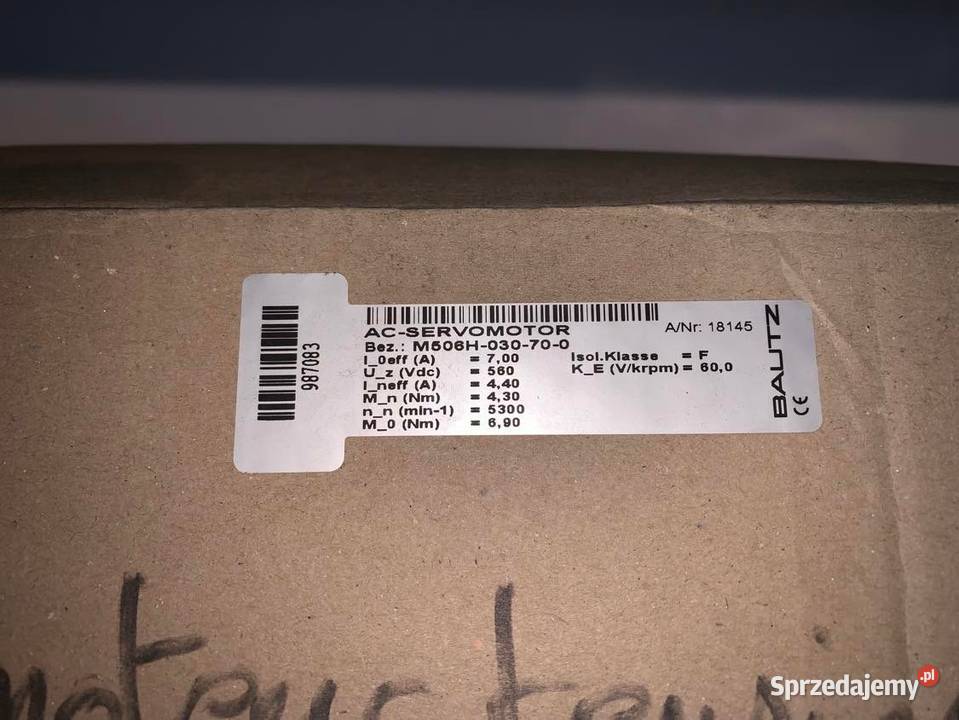 987083
AC-SERVOMOTOR A/Nr: 18145
Bez.: M506H-030-70-0
I_0eff (A) = 7,00 Isol.Klasse = F
U_z (Vdc) = 560 K_E (V/krpm) = 60,0
I_neff (A) = 4,40
M_n (Nm) = 4,30
n_n (min-1) = 5300
M_0 (Nm) = 6,90
BAUTZ
CE
Sprzedajemy.pl